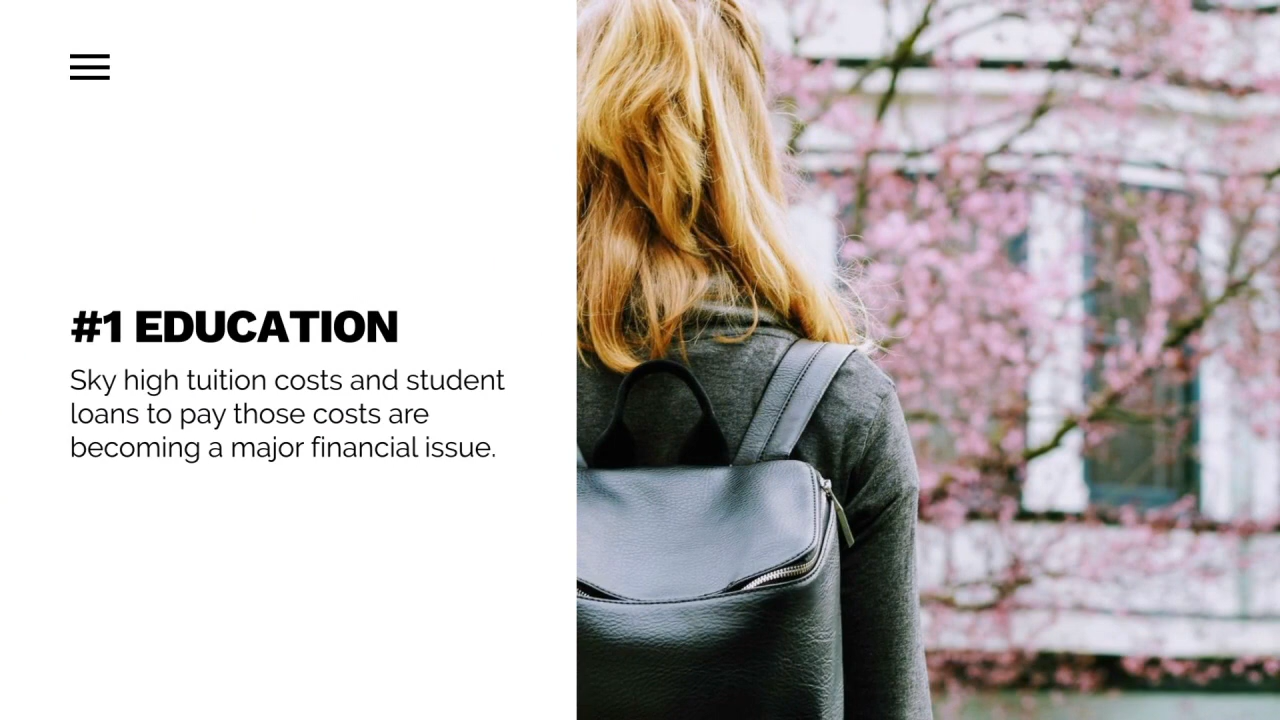 #1 EDUCATION
Sky high tuition costs and student
loans to pay those costs are
becoming a major financial issue.